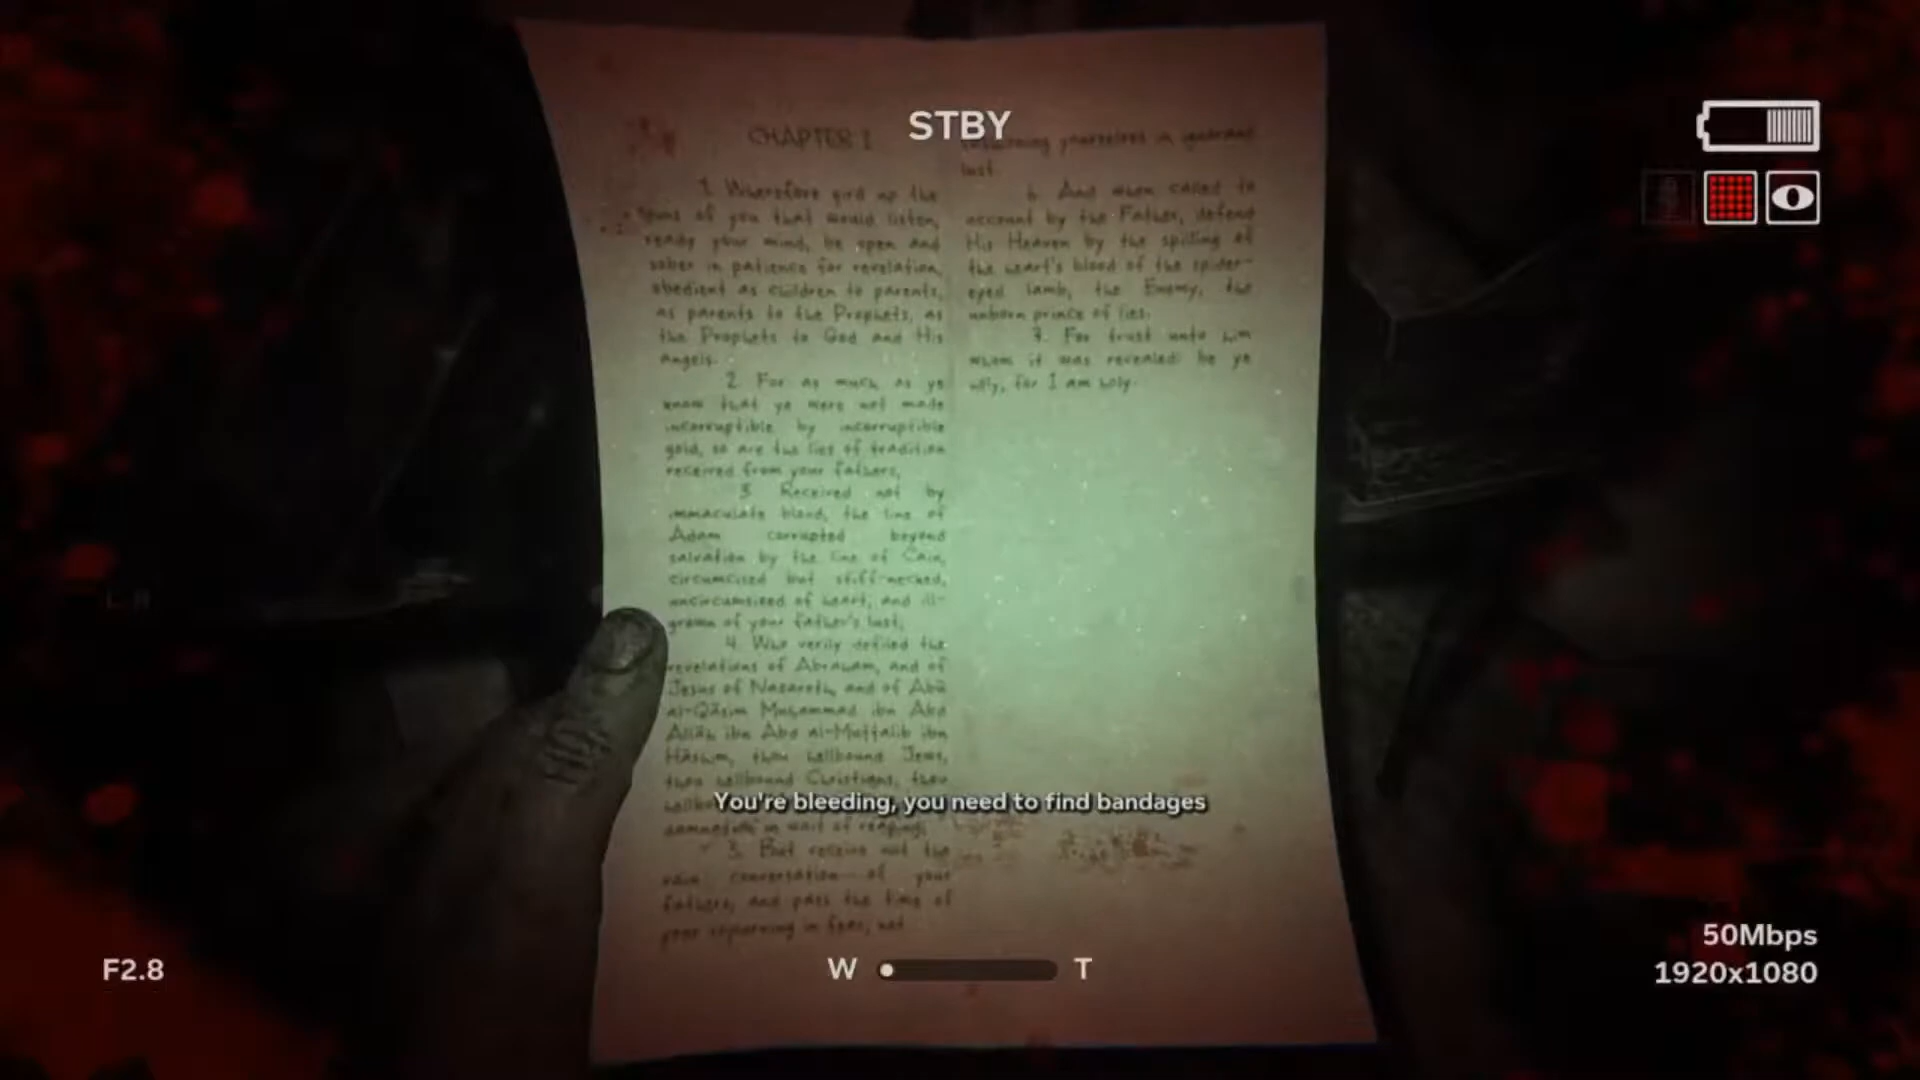 STBY
CHAPTER 1
1. Wherefore gird up the
loins of you that would listen,
ready your mind, be open and
sober in patience for revelation,
obedient as children to parents,
as parents to the Prophets, as
the Prophets to God and His
Angels.
2. For as much as ye
know that ye were not made
incorruptible by incorruptible
gold, so are the lies of tradition
received from your fathers,
3. Received not by
immaculate blood, the line of
Adam corrupted beyond
salvation by the line of Cain,
circumcised but stiff-necked,
uncircumsized of heart, and ill-
grown of your father's lust,
4. Who verily defiled the
revelations of Abraham, and of
Jesus of Nazareth, and of Abū
al-Qāsim Muḥammad ibn Abd
Allāh ibn Abd al-Muṭṭalib ibn
Hāshim, thou hellbound Jews,
thou hellbound Christians, thou
in wait of reaping,
5. But receive not the
vain conversation of your
fathers, and pass the time of
your sojourning in fear, not
yourselves in ignorant
lust.
6. And when called to
account by the Father, defend
His Heaven by the spilling of
the heart's blood of the spider-
eyed lamb, the Enemy, the
unborn prince of lies.
7. For trust unto him
whom it was revealed: be ye
holy, for I am holy.
You're bleeding, you need to find bandages
F2.8
W T
50Mbps
1920x1080